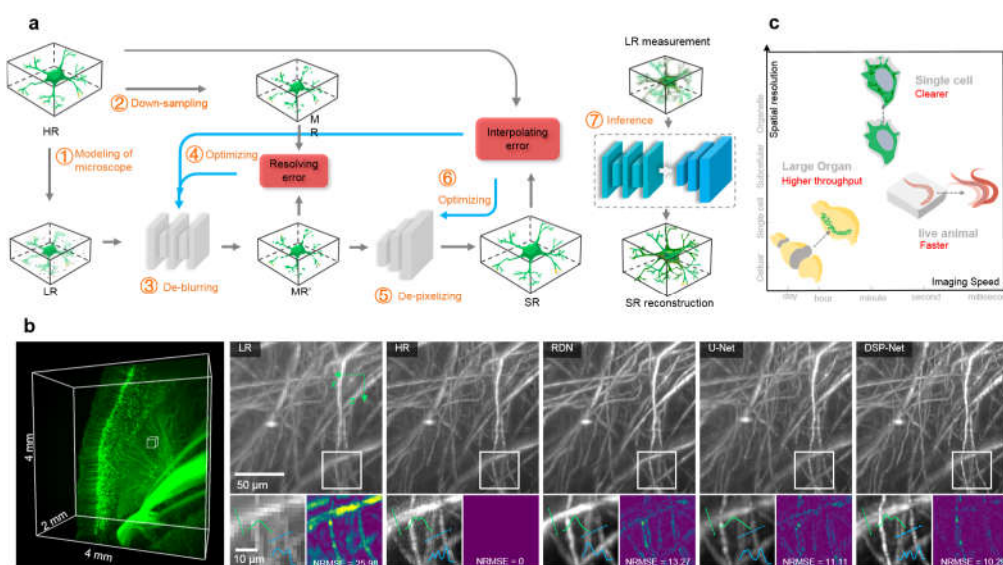 a
HR
② Down-sampling
M
R
① Modeling of
microscope
④ Optimizing
Resolving
error
Interpolating
error
⑥
Optimizing
LR
③ De-blurring
MR'
⑤ De-pixelizing
SR
LR measurement
⑦ Inference
SR reconstruction
c
Spatial resolution
Organelle
Subcellular
Single cell
Cellular
Single cell
Clearer
Large Organ
Higher throughput
live animal
Faster
Imaging Speed
day
hour
minute
second
b
4 mm
2 mm
4 mm
LR
HR
RDN
U-Net
DSP-Net
50 µm
10 µm
NRMSE = 25.98
NRMSE = 0
NRMSE = 13.27
NRMSE = 11.11